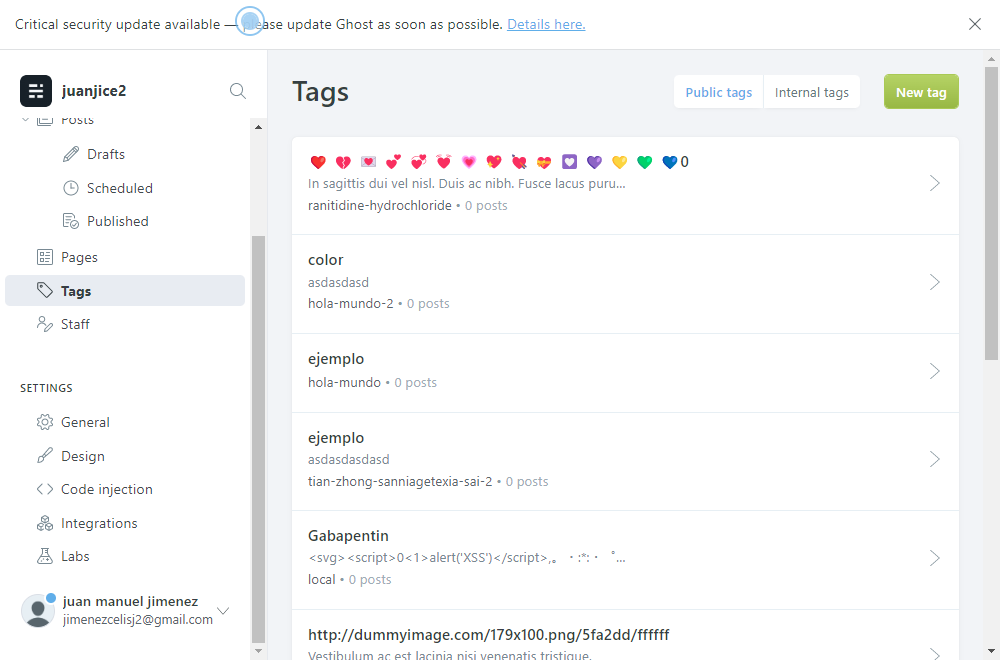 Critical security update available — please update Ghost as soon as possible. Details here.
juanjice2
Posts
Drafts
Scheduled
Published
Pages
Tags
Staff
SETTINGS
General
Design
Code injection
Integrations
Labs
juan manuel jimenez
jimenezcelisj2@gmail.com
Tags
Public tags
Internal tags
New tag
❤️ 💔 💌 💕 💞 💓 💗 💖 💘 💝 💟 💜 💛 💚 💙 0
In sagittis dui vel nisl. Duis ac nibh. Fusce lacus puru...
ranitidine-hydrochloride • 0 posts
color
asdasdasd
hola-mundo-2 • 0 posts
ejemplo
hola-mundo • 0 posts
ejemplo
asdasdasdasd
tian-zhong-sanniagetexia-sai-2 • 0 posts
Gabapentin
<svg><script>0<1>alert('XSS')</script>,。・:*:・゜...
local • 0 posts
http://dummyimage.com/179x100.png/5fa2dd/ffffff
Vestibulum ac est lacinia nisi venenatis tristique.